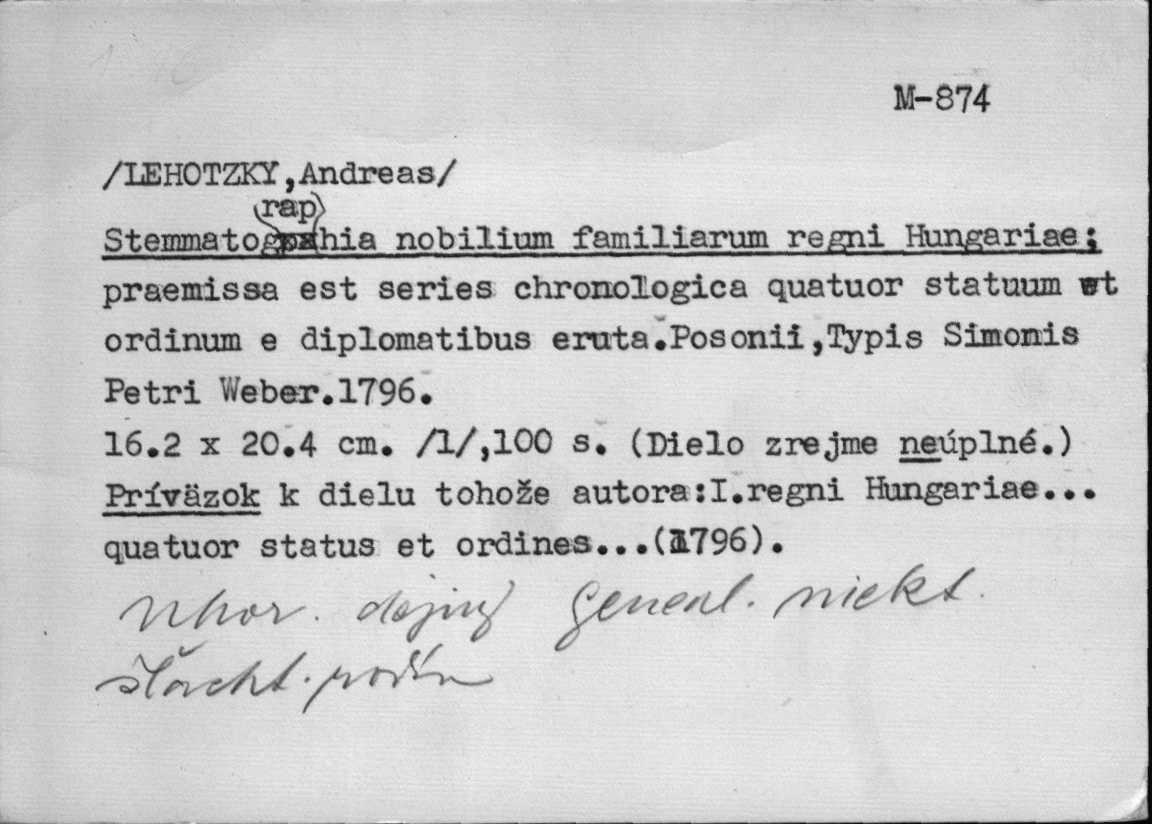 M-874
/LEHOTZKY,Andreas/
Stemmatographia nobilium familiarum regni Hungariae;
praemissa est series chronologica quatuor statuum et
ordinum e diplomatibus eruta.Posonii,Typis Simonis
Petri Weber.1796.
16.2 x 20.4 cm. /1/,100 s. (Dielo zrejme neúplné.)
Príväzok k dielu tohože autora:I.regni Hungariae...
quatuor status et ordines...(1796).
Uhor. dejiny Geneal. niekt.
šľacht. rodín